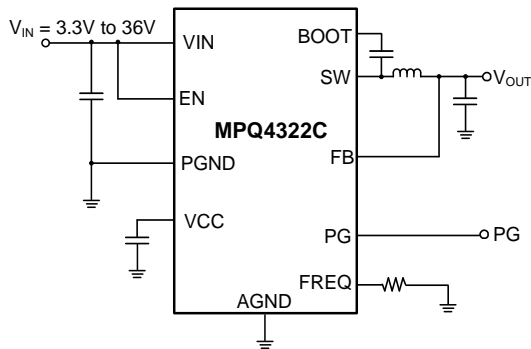 V_IN = 3.3V to 36V
VIN
BOOT
SW
V_OUT
EN
MPQ4322C
PGND
FB
VCC
PG
PG
FREQ
AGND